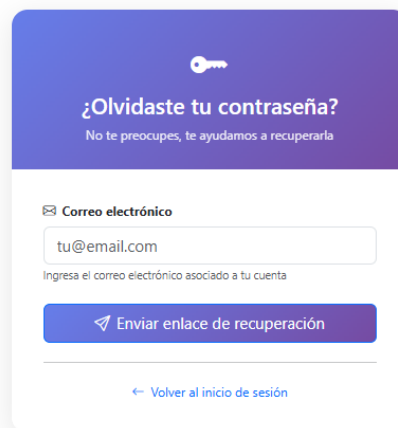 ¿Olvidaste tu contraseña?
No te preocupes, te ayudamos a recuperarla
Correo electrónico
tu@email.com
Ingresa el correo electrónico asociado a tu cuenta
Enviar enlace de recuperación
← Volver al inicio de sesión